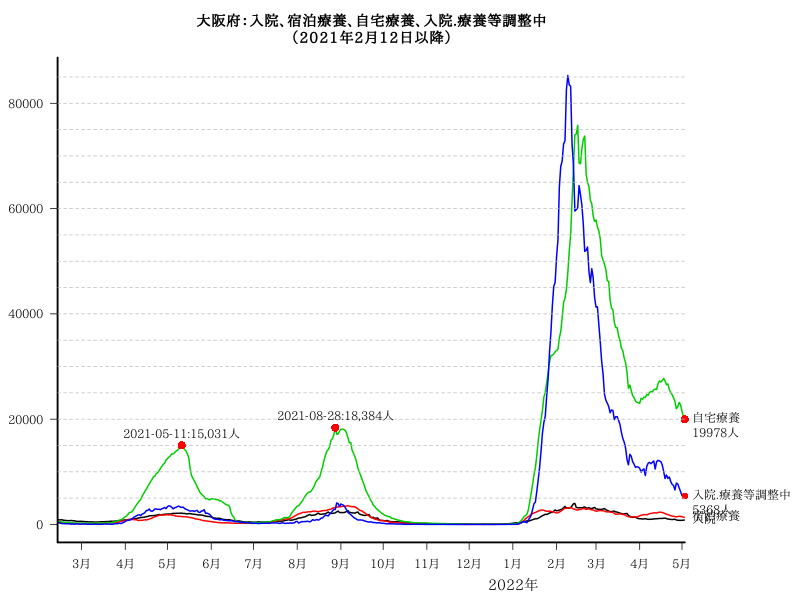 大阪府：入院、宿泊療養、自宅療養、入院.療養等調整中
（2021年2月12日以降）
80000
60000
40000
20000
0
2021-05-11:15,031人
2021-08-28:18,384人
自宅療養
19978人
入院.療養等調整中
5368人
宿泊療養
入院
3月 4月 5月 6月 7月 8月 9月 10月 11月 12月 1月 2月 3月 4月 5月
2022年